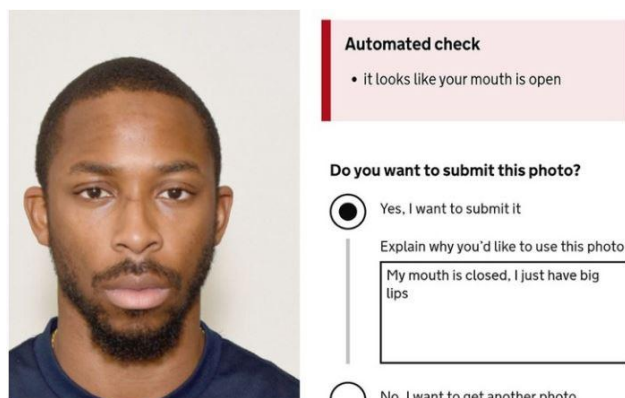 Automated check
• it looks like your mouth is open
Do you want to submit this photo?
Yes, I want to submit it
Explain why you'd like to use this photo
My mouth is closed, I just have big
lips
No, I want to get another photo